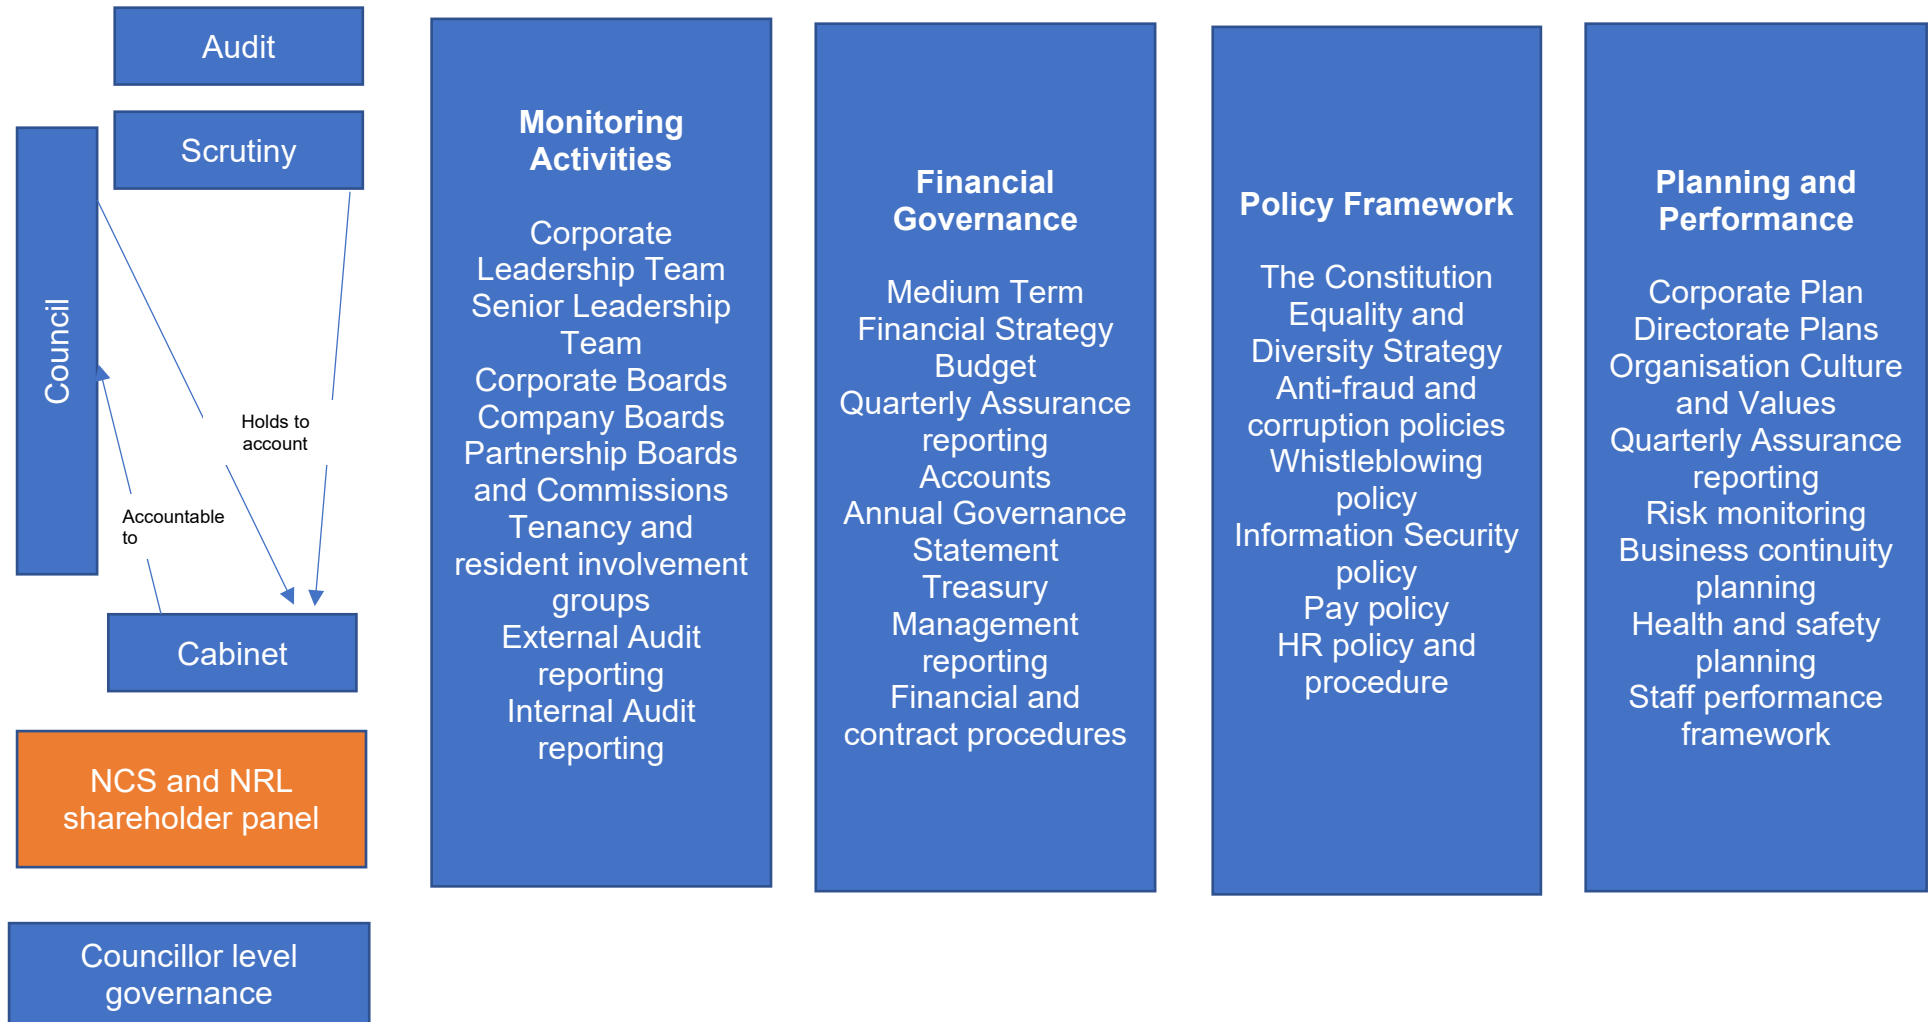 Audit
Scrutiny
Council
Holds to
account
Accountable
to
Cabinet
NCS and NRL
shareholder panel
Councillor level
governance
Monitoring
Activities
Corporate
Leadership Team
Senior Leadership
Team
Corporate Boards
Company Boards
Partnership Boards
and Commissions
Tenancy and
resident involvement
groups
External Audit
reporting
Internal Audit
reporting
Financial
Governance
Medium Term
Financial Strategy
Budget
Quarterly Assurance
reporting
Accounts
Annual Governance
Statement
Treasury
Management
reporting
Financial and
contract procedures
Policy Framework
The Constitution
Equality and
Diversity Strategy
Anti-fraud and
corruption policies
Whistleblowing
policy
Information Security
policy
Pay policy
HR policy and
procedure
Planning and
Performance
Corporate Plan
Directorate Plans
Organisation Culture
and Values
Quarterly Assurance
reporting
Risk monitoring
Business continuity
planning
Health and safety
planning
Staff performance
framework